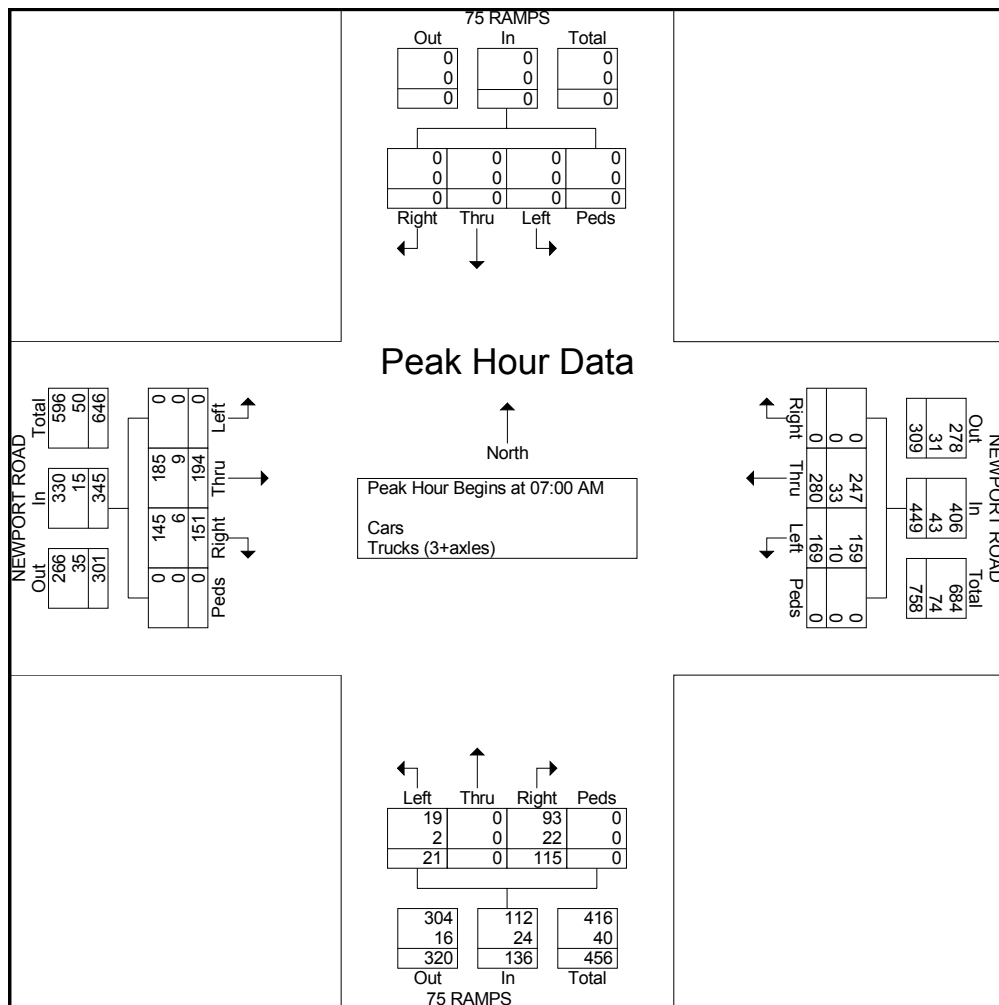 75 RAMPS
Out In Total
0 0 0
0 0 0
0 0 0
0 0 0 0
0 0 0 0
0 0 0 0
Right Thru Left Peds
Peak Hour Data
North
Peak Hour Begins at 07:00 AM
Cars
Trucks (3+axles)
NEWPORT ROAD
Out In Total
266 330 596
35 15 50
301 345 646
Left Thru Right Peds
0 185 145 0
0 9 6 0
0 194 151 0
NEWPORT ROAD
Out In Total
278 406 684
31 43 74
309 449 758
Right Thru Left Peds
0 247 159 0
0 33 10 0
0 280 169 0
Left Thru Right Peds
19 0 93 0
2 0 22 0
21 0 115 0
304 112 416
16 24 40
320 136 456
Out In Total
75 RAMPS